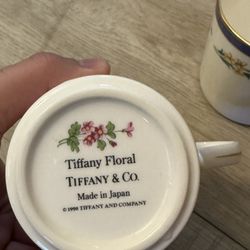 Tiffany Floral
TIFFANY & CO.
Made in Japan
© 1990 TIFFANY AND COMPANY